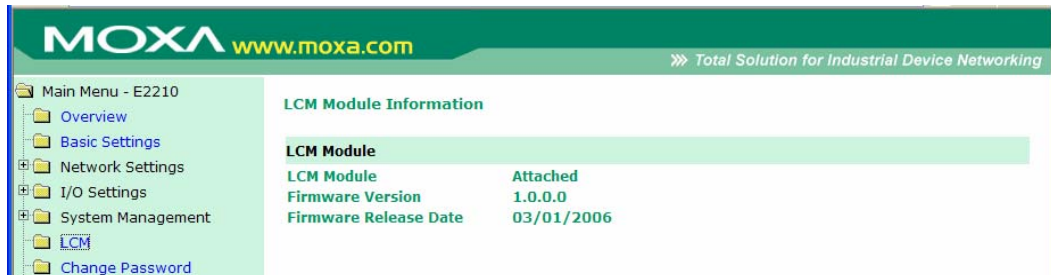 MOXA www.moxa.com
Total Solution for Industrial Device Networking
Main Menu - E2210
Overview
Basic Settings
Network Settings
I/O Settings
System Management
LCM
Change Password
LCM Module Information
LCM Module
LCM Module Attached
Firmware Version 1.0.0.0
Firmware Release Date 03/01/2006